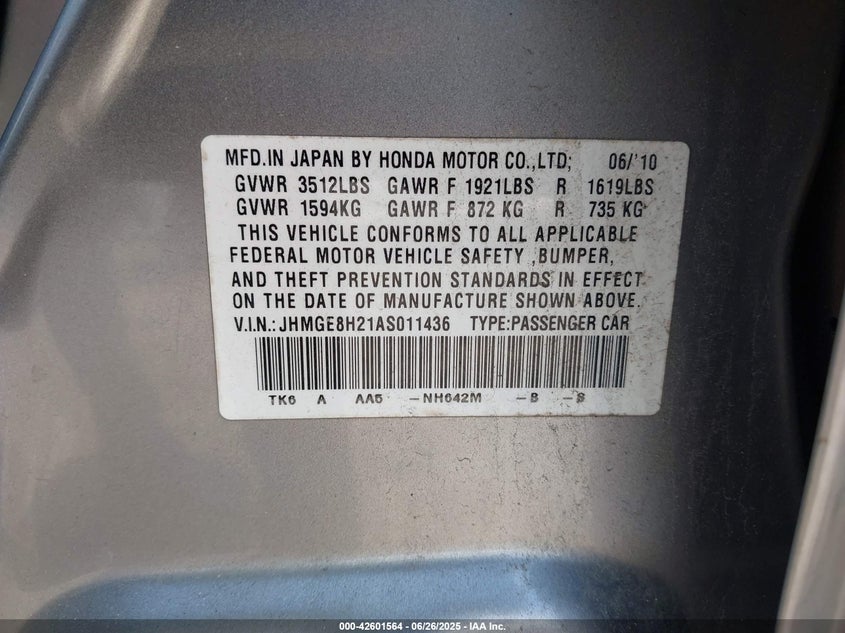 MFD.IN JAPAN BY HONDA MOTOR CO.,LTD; 06/'10
GVWR 3512LBS GAWR F 1921LBS R 1619LBS
GVWR 1594KG GAWR F 872 KG R 735 KG
THIS VEHICLE CONFORMS TO ALL APPLICABLE
FEDERAL MOTOR VEHICLE SAFETY ,BUMPER,
AND THEFT PREVENTION STANDARDS IN EFFECT
ON THE DATE OF MANUFACTURE SHOWN ABOVE.
V.I.N.: JHMGE8H21AS011436 TYPE:PASSENGER CAR
TK6 A AA5 -NH642M -B -S
000-42601564 / 06/26/2025 - IAA Inc.